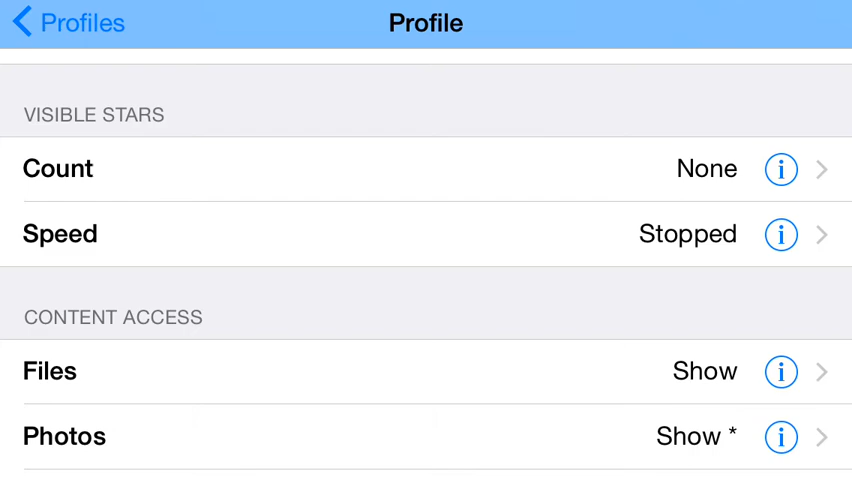 Profiles
Profile
VISIBLE STARS
Count None
Speed Stopped
CONTENT ACCESS
Files Show
Photos Show *